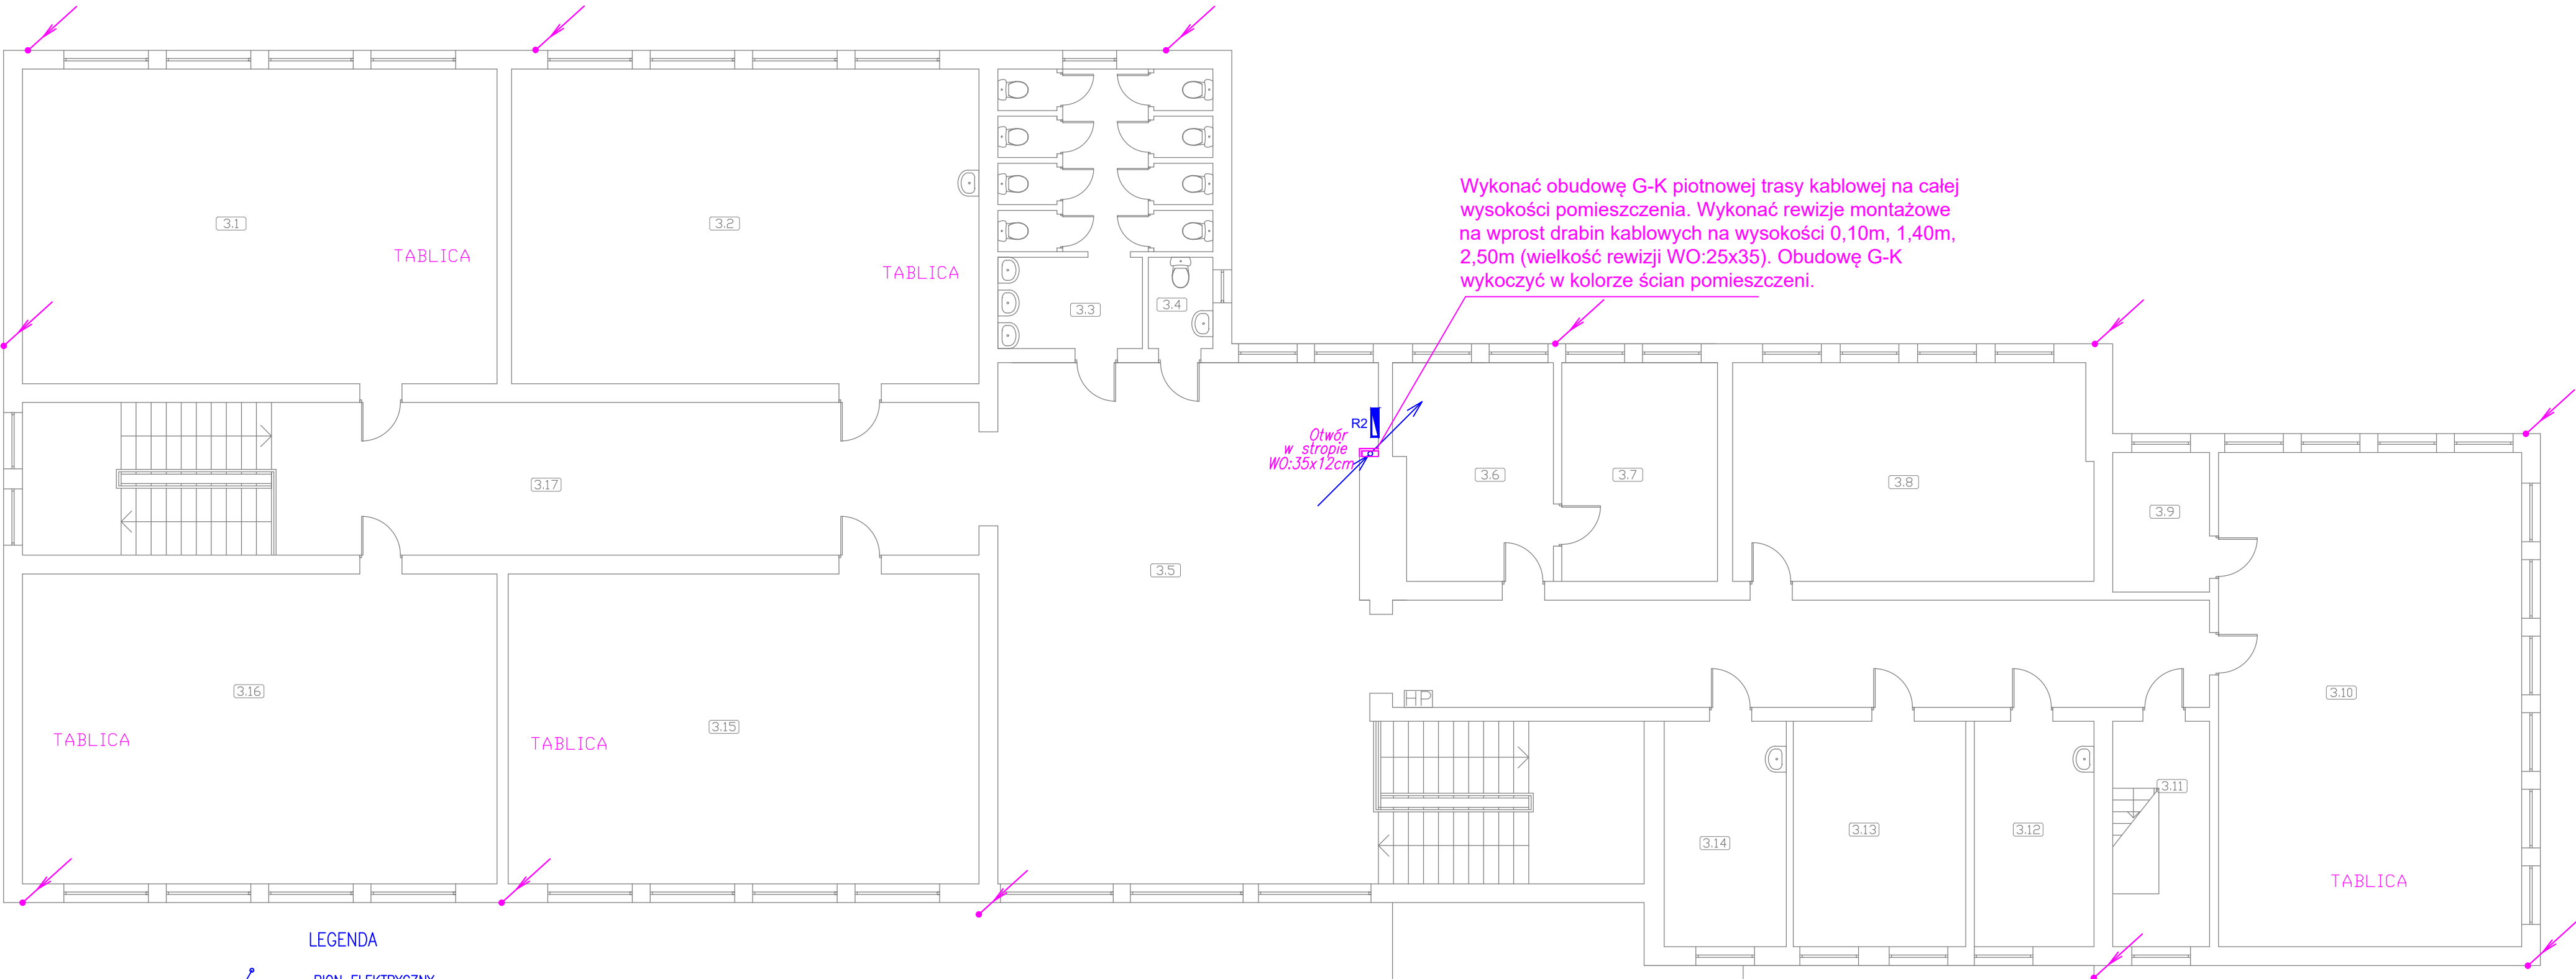 Wykonać obudowę G-K piotnowej trasy kablowej na całej
wysokości pomieszczenia. Wykonać rewizje montażowe
na wprost drabin kablowych na wysokości 0,10m, 1,40m,
2,50m (wielkość rewizji WO:25x35). Obudowę G-K
wykoczyć w kolorze ścian pomieszczeni.
3.1
TABLICA
3.2
TABLICA
3.3
3.4
R2
Otwór
w stropie
WO:35x12cm
3.6
3.7
3.8
3.9
3.17
3.5
3.16
TABLICA
3.15
TABLICA
HP
3.10
TABLICA
3.11
3.12
3.13
3.14
LEGENDA
PION ELEKTRYCZNY